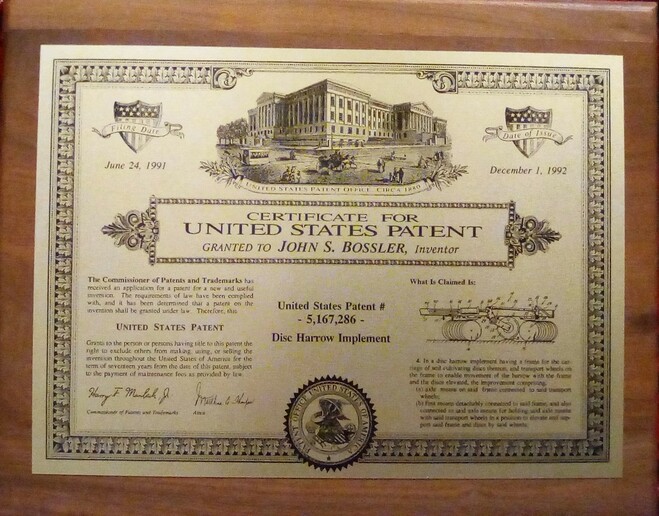 Filing Date
June 24, 1991
UNITED STATES PATENT OFFICE, CIRCA 1880
Date of Issue
December 1, 1992
CERTIFICATE FOR
UNITED STATES PATENT
GRANTED TO JOHN S. BOSSLER, Inventor
The Commissioner of Patents and Trademarks has
received an application for a patent for a new and useful
invention. The requirements of law have been complied
with, and it has been determined that a patent on the
invention shall be granted under law. Therefore, this
UNITED STATES PATENT
Grants to the person or persons having title to this patent the
right to exclude others from making, using, or selling the
invention throughout the United States of America for the
term of seventeen years from the date of this patent, subject
to the payment of maintenance fees as provided by law.
Commissioner of Patents and Trademarks
Attest
United States Patent #
- 5,167,286 -
Disc Harrow Implement
What Is Claimed Is:
4. In a disc harrow implement having a frame for the car-
riage of soil cultivating discs thereon, and transport wheels on
the frame to enable movement of the harrow with the frame
and the discs elevated, the improvement comprising:
(a) axle means on said frame connected to said transport
wheels;
(b) First means detachably connected to said frame, and also
connected to said axle means for holding said axle means
with said transport wheels in a position to elevate and sup-
port said frame and discs by said wheels;